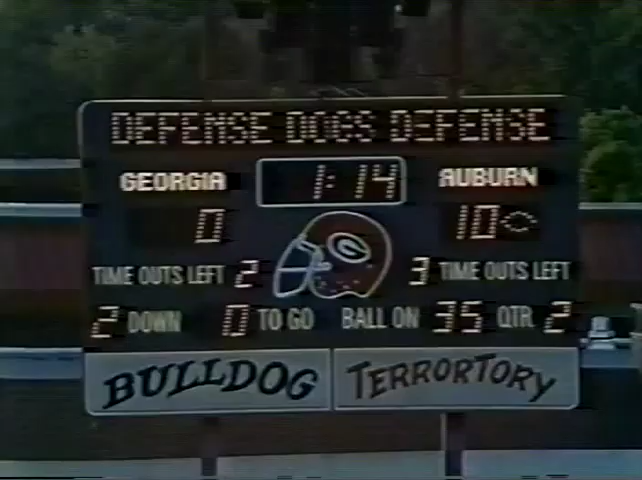 DEFENSE DOGS DEFENSE
GEORGIA 1:14 AUBURN
0 10
TIME OUTS LEFT 2 G 3 TIME OUTS LEFT
2 DOWN 0 TO GO BALL ON 35 QTR 2
BULLDOG TERRORTORY